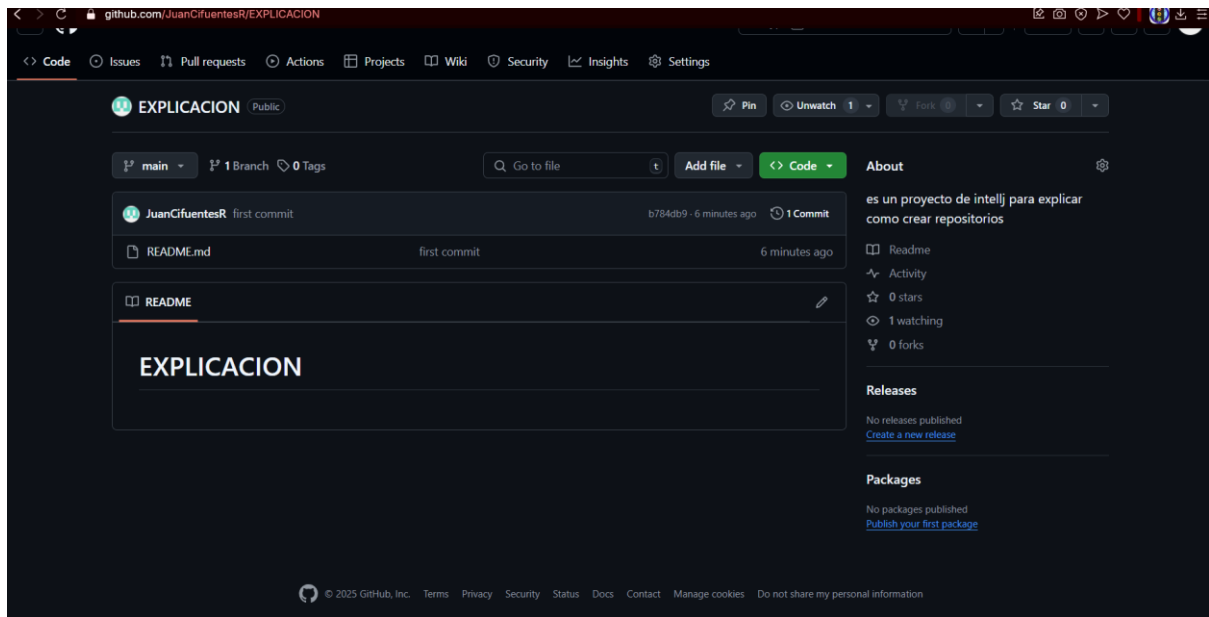 github.com/JuanCifuentesR/EXPLICACION
Code Issues Pull requests Actions Projects Wiki Security Insights Settings
EXPLICACION Public Pin Unwatch 1 Fork 0 Star 0
main 1 Branch 0 Tags Go to file t Add file Code
About
es un proyecto de intellj para explicar
como crear repositorios
JuanCifuentesR first commit b784db9 · 6 minutes ago 1 Commit
README.md first commit 6 minutes ago
Readme
Activity
0 stars
1 watching
0 forks
README
EXPLICACION
Releases
No releases published
Create a new release
Packages
No packages published
Publish your first package
© 2025 GitHub, Inc. Terms Privacy Security Status Docs Contact Manage cookies Do not share my personal information